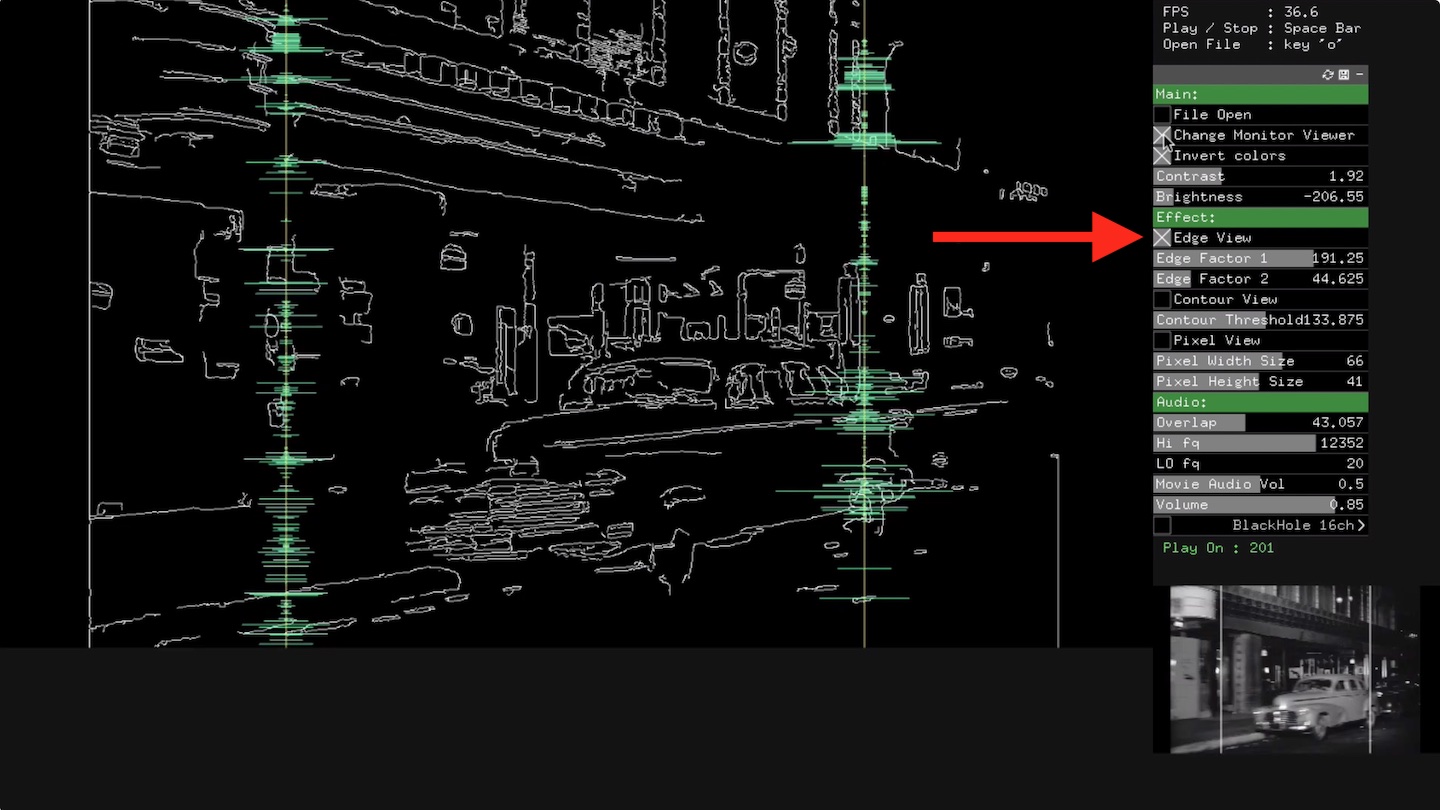 FPS : 36.6
Play / Stop : Space Bar
Open File : key "o"
Main:
File Open
Change Monitor Viewer
Invert colors
Contrast 1.92
Brightness -206.55
Effect:
Edge View
Edge Factor 1 191.25
Edge Factor 2 44.625
Contour View
Contour Threshold133.875
Pixel View
Pixel Width Size 66
Pixel Height Size 41
Audio:
Overlap 43.057
Hi fq 12352
LO fq 20
Movie Audio Vol 0.5
Volume 0.85
BlackHole 16ch
Play On : 201